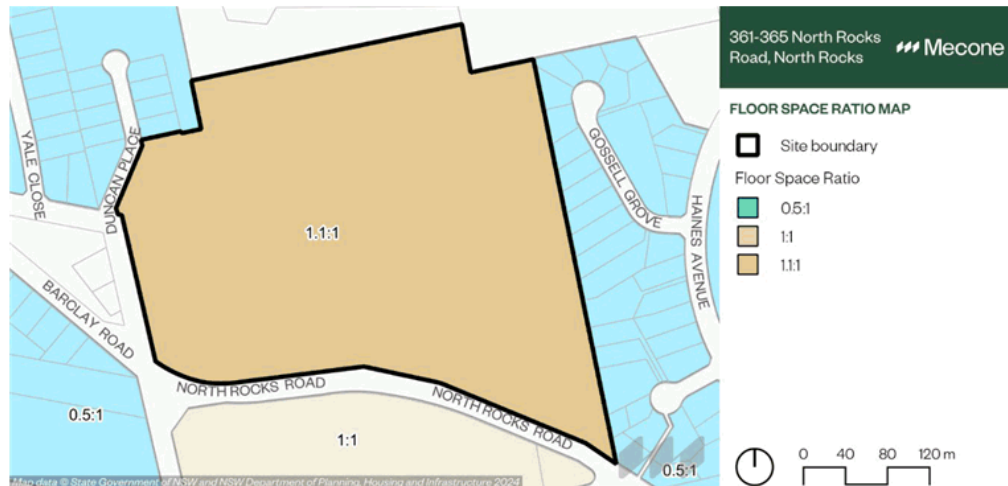 361-365 North Rocks
Road, North Rocks
Mecone
FLOOR SPACE RATIO MAP
Site boundary
Floor Space Ratio
0.5:1
1:1
1.1:1
YALE CLOSE
DUNCAN PLACE
GOSSELL GROVE
HAINES AVENUE
1.1:1
BARCLAY ROAD
NORTH ROCKS ROAD
NORTH ROCKS ROAD
0.5:1
1:1
0.5:1
0 40 80 120 m
Map data © State Government of NSW and NSW Department of Planning, Housing and Infrastructure 2024